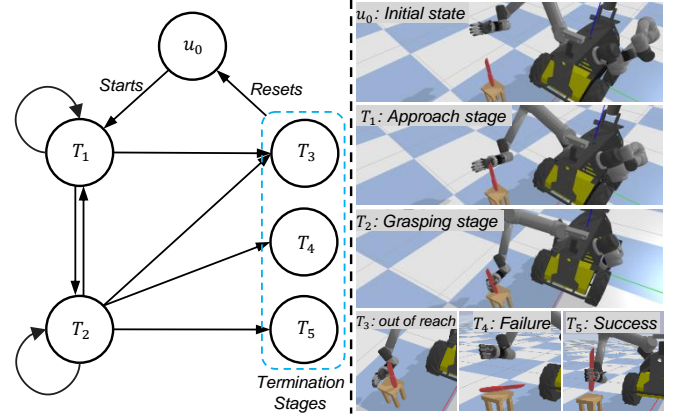 u₀
Starts
Resets
T₁
T₃
T₄
T₂
T₅
Termination
Stages
u₀: Initial state
T₁: Approach stage
T₂: Grasping stage
T₃: out of reach
T₄: Failure
T₅: Success